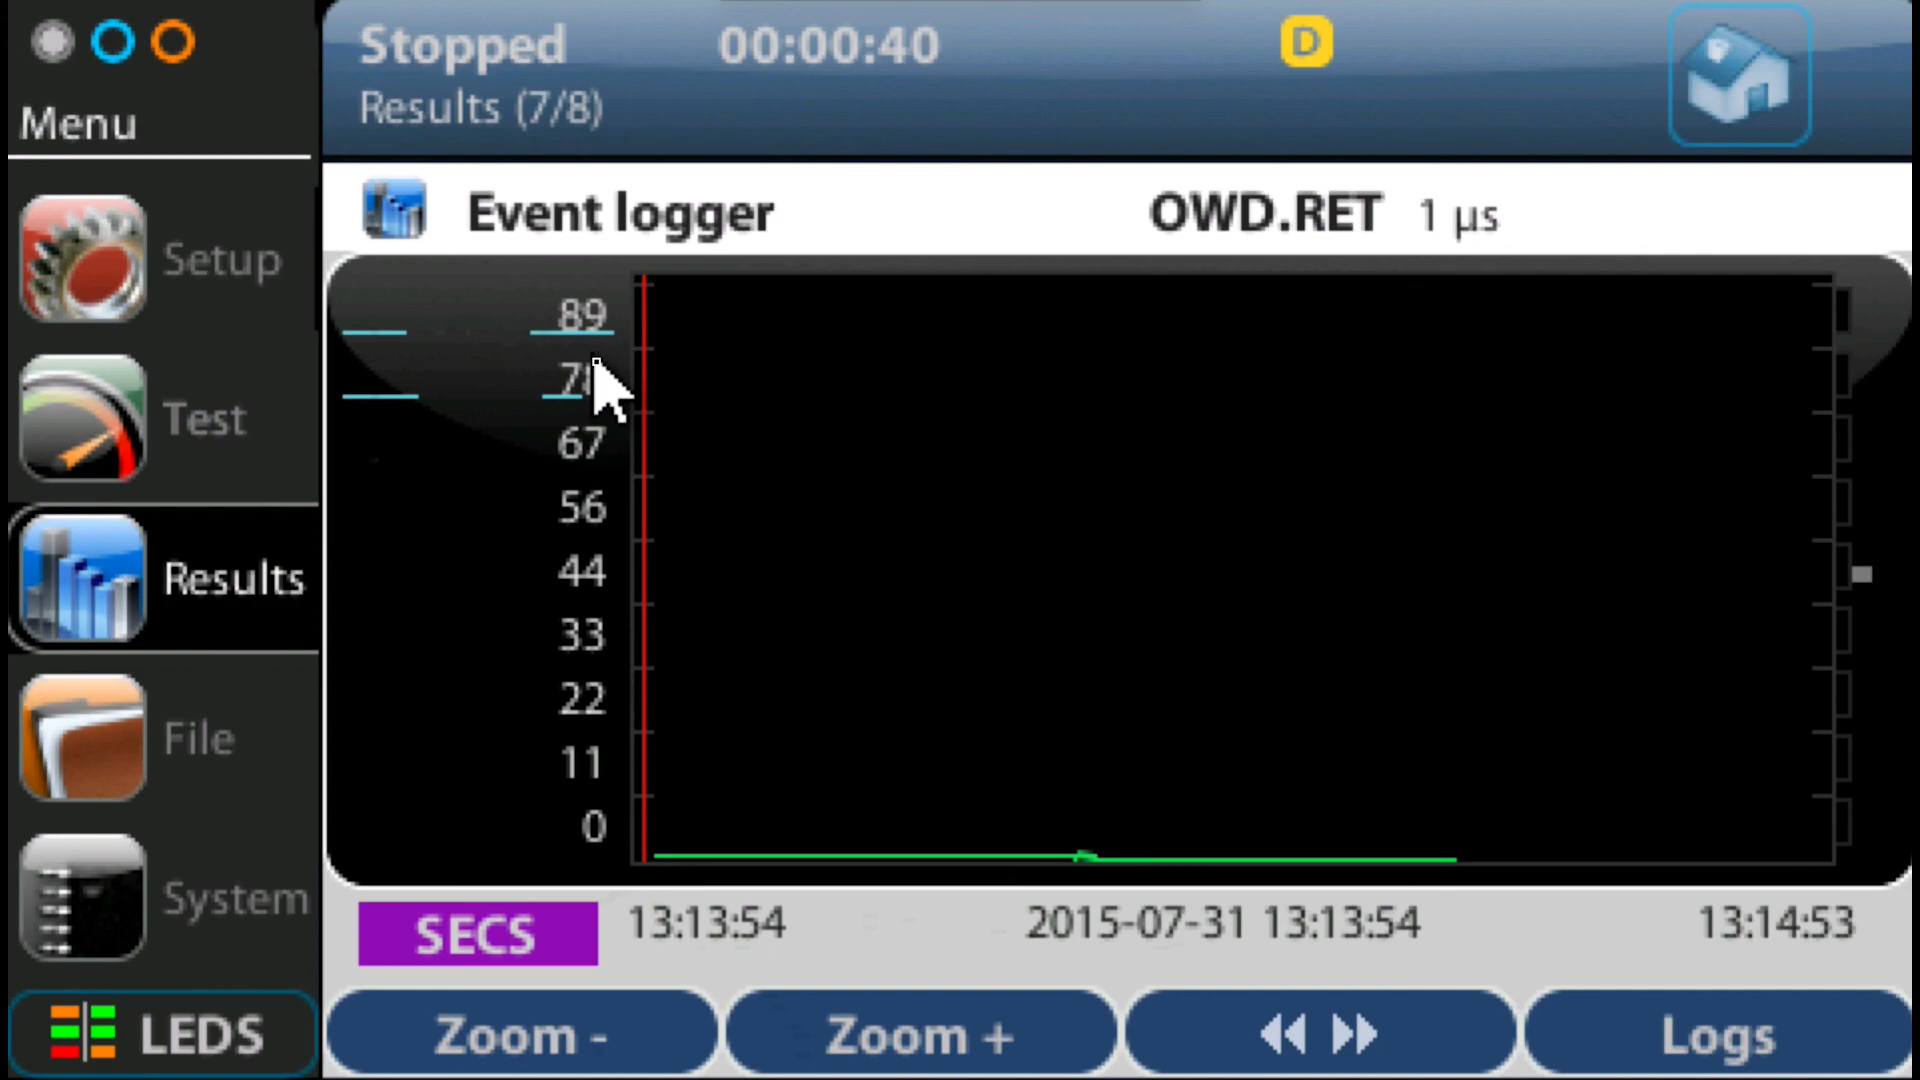 Menu
Setup
Test
Results
File
System
LEDS
Stopped 00:00:40 D
Results (7/8)
Event logger OWD.RET 1 µs
89
78
67
56
44
33
22
11
0
SECS 13:13:54 2015-07-31 13:13:54 13:14:53
Zoom - Zoom + Logs